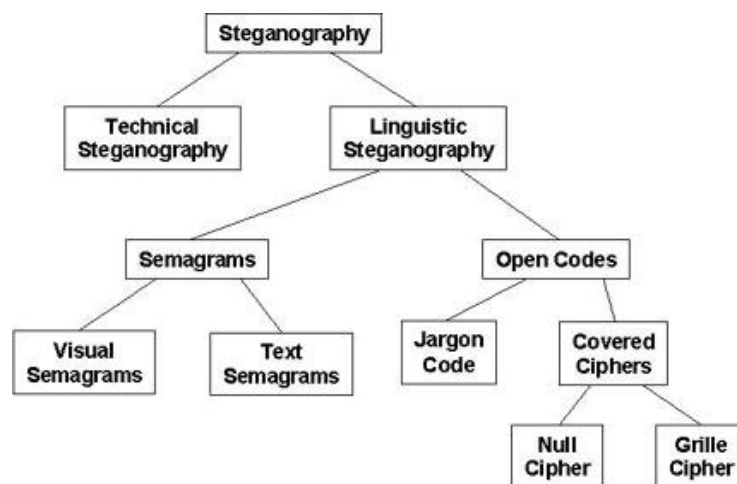 Steganography
Technical
Steganography
Linguistic
Steganography
Semagrams
Open Codes
Visual
Semagrams
Text
Semagrams
Jargon
Code
Covered
Ciphers
Null
Cipher
Grille
Cipher